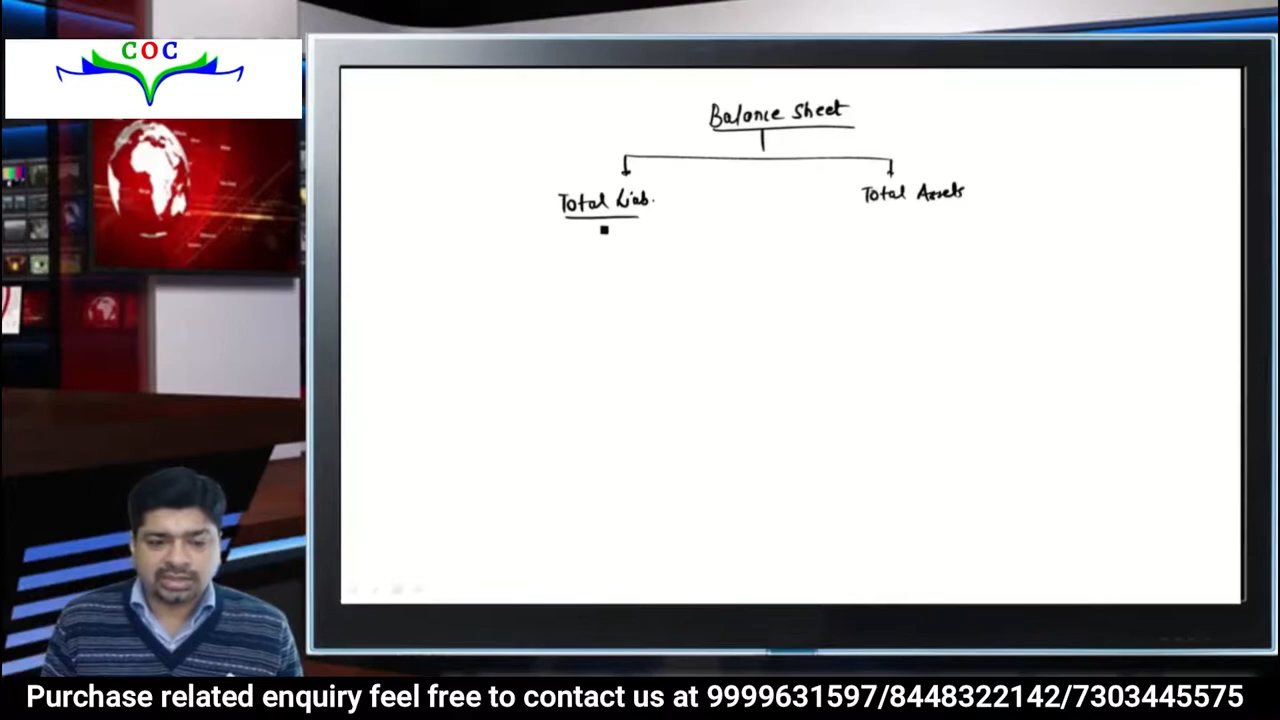 COC
Balance Sheet
Total Liab.
Total Assets
Purchase related enquiry feel free to contact us at 9999631597/8448322142/7303445575